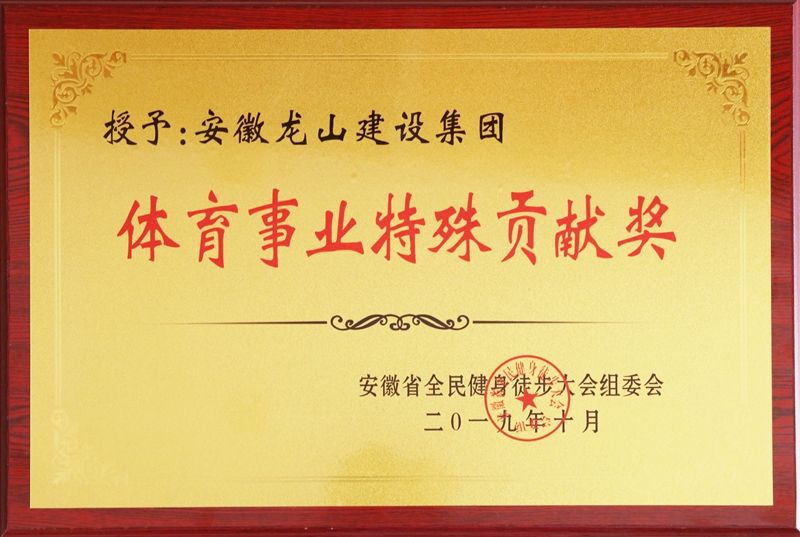 授予:安徽龙山建设集团
体育事业特殊贡献奖
安徽省全民健身徒步大会组委会
二0一九年十月